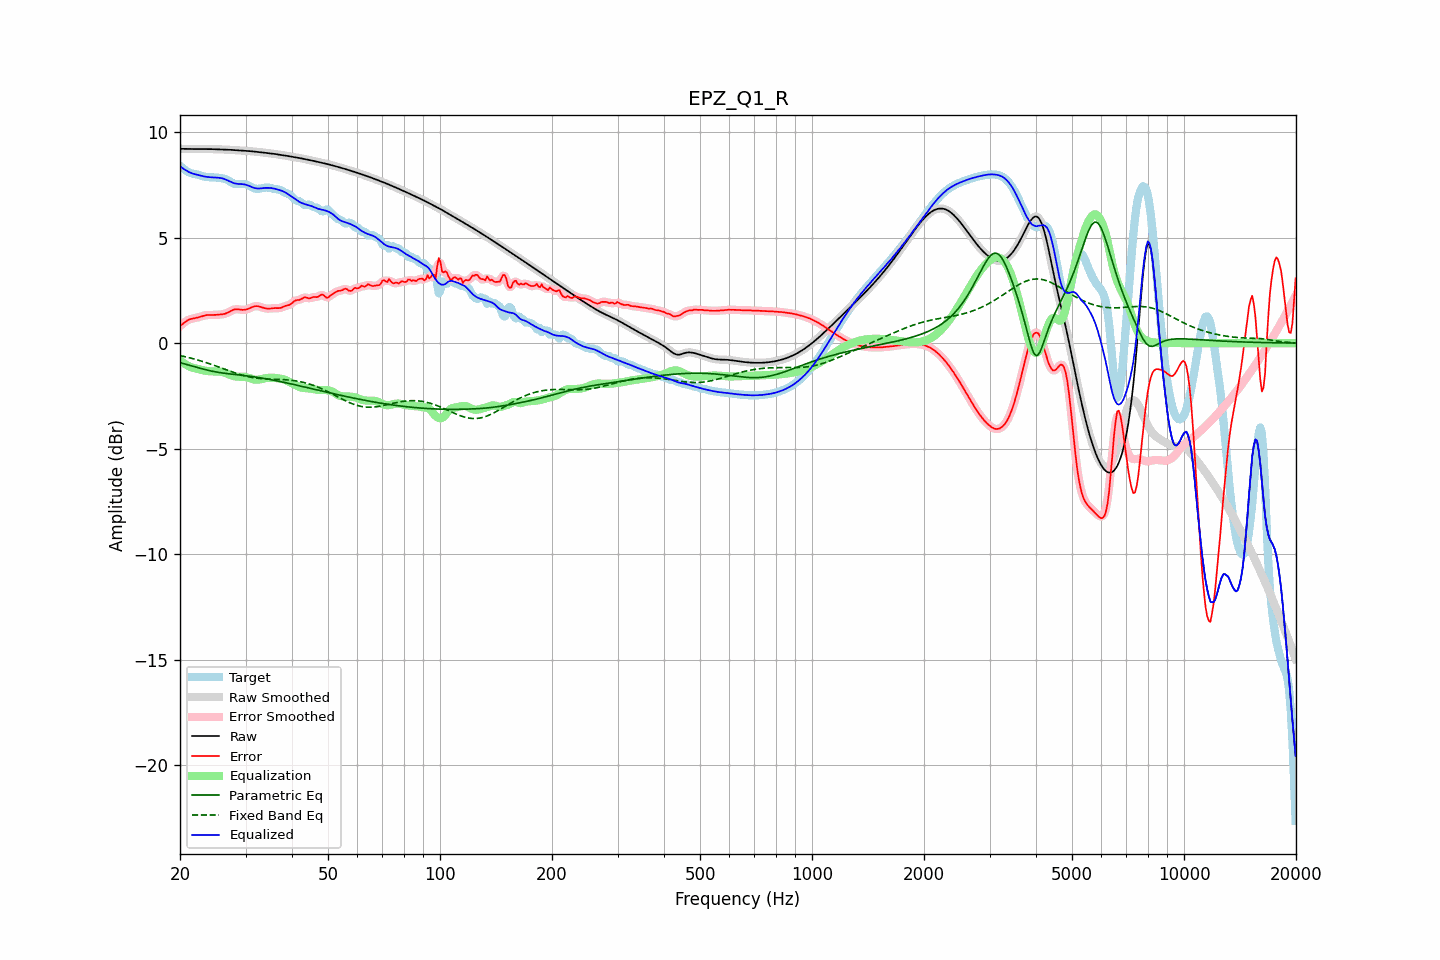 EPZ_Q1_R
10
5
0
−5
−10
−15
−20
Amplitude (dBr)
Target
Raw Smoothed
Error Smoothed
Raw
Error
Equalization
Parametric Eq
Fixed Band Eq
Equalized
20 50 100 200 500 1000 2000 5000 10000 20000
Frequency (Hz)